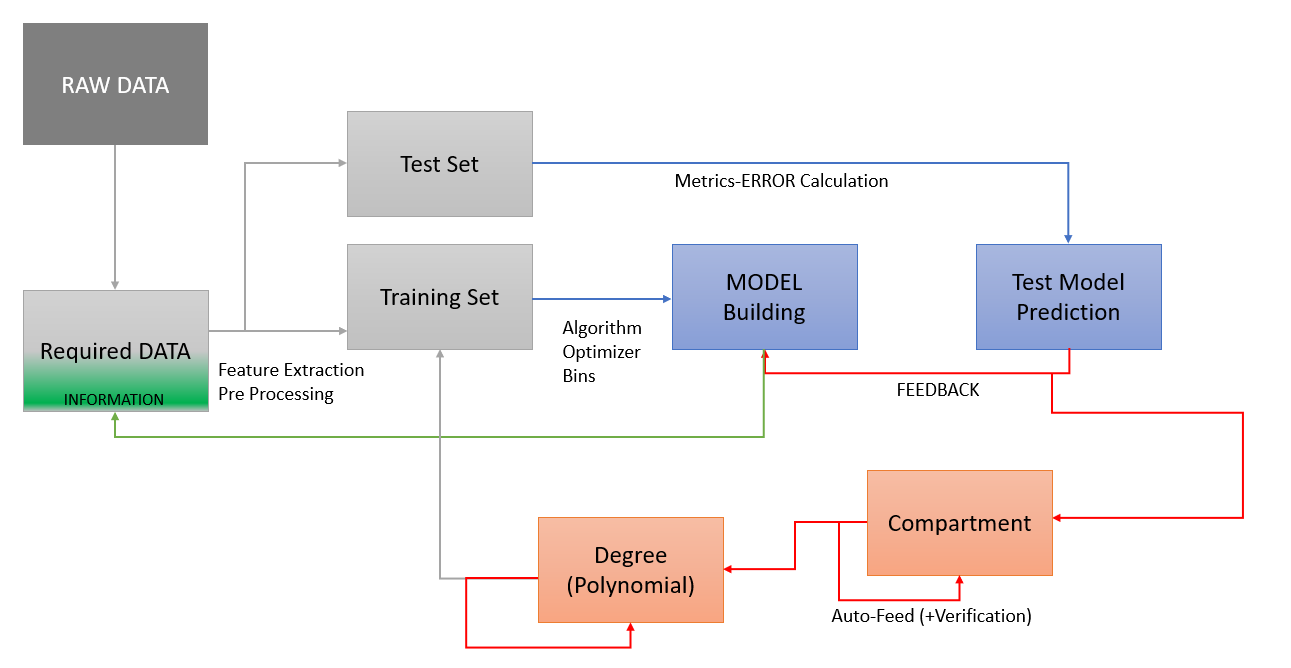 RAW DATA
Test Set
Metrics-ERROR Calculation
Training Set
MODEL
Building
Test Model
Prediction
Algorithm
Optimizer
Bins
Required DATA
INFORMATION
Feature Extraction
Pre Processing
FEEDBACK
Compartment
Degree
(Polynomial)
Auto-Feed (+Verification)